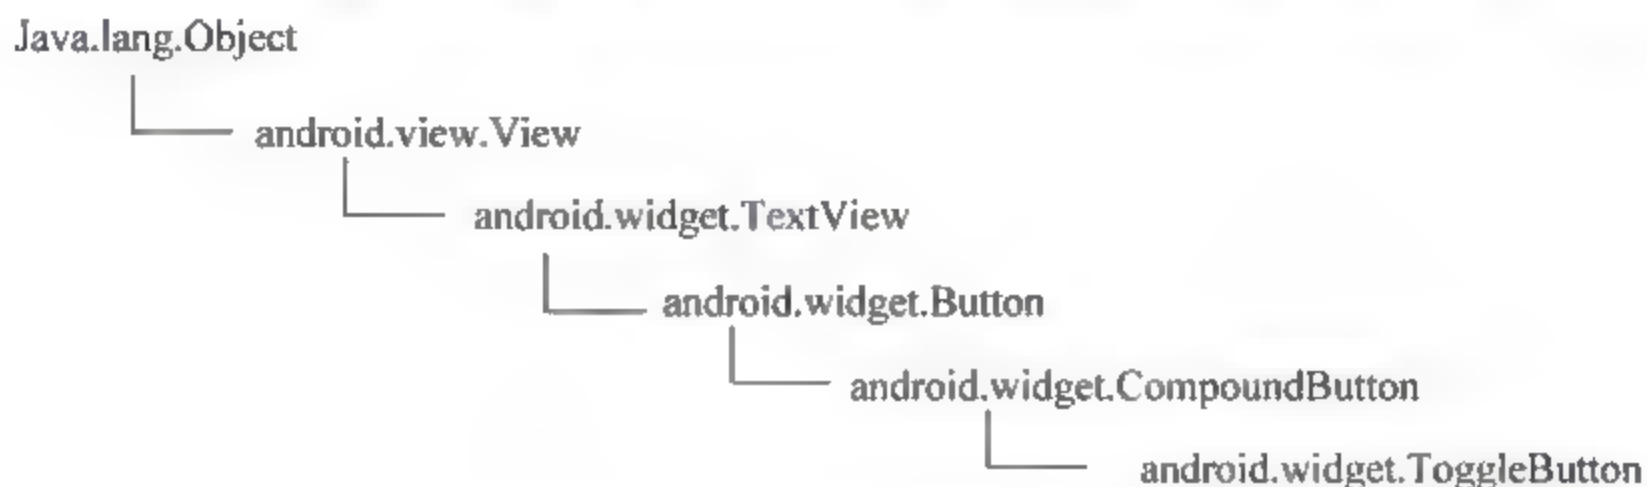 Java.lang.Object
android.view.View
android.widget.TextView
android.widget.Button
android.widget.CompoundButton
android.widget.ToggleButton